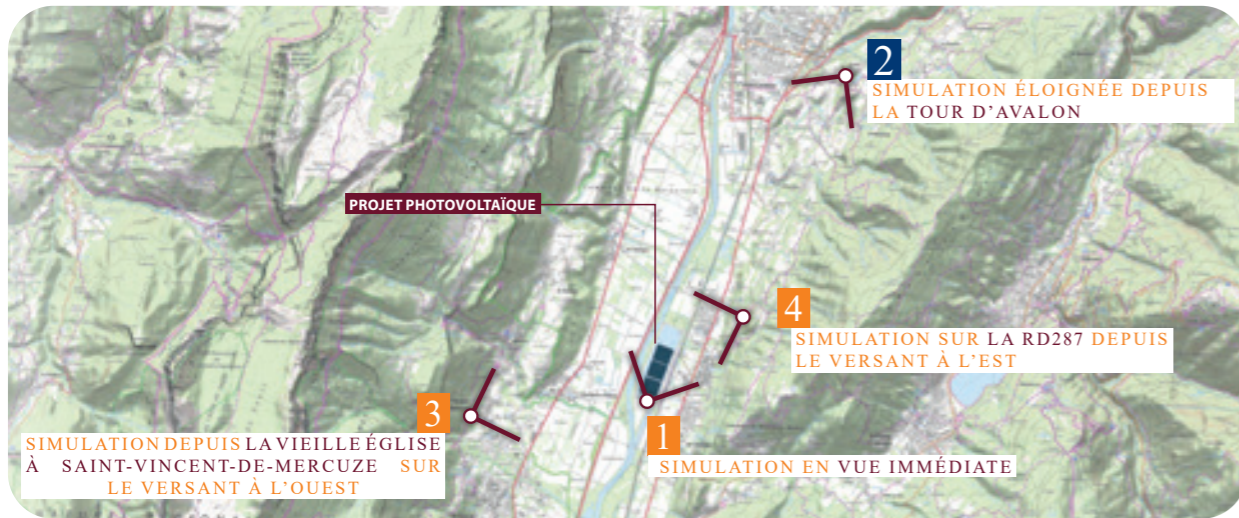 2
SIMULATION ÉLOIGNÉE DEPUIS
LA TOUR D'AVALON
PROJET PHOTOVOLTAÏQUE
4
SIMULATION SUR LA RD287 DEPUIS
LE VERSANT À L'EST
3
SIMULATION DEPUIS LA VIEILLE ÉGLISE
À SAINT-VINCENT-DE-MERCUZE SUR
LE VERSANT À L'OUEST
1
SIMULATION EN VUE IMMÉDIATE